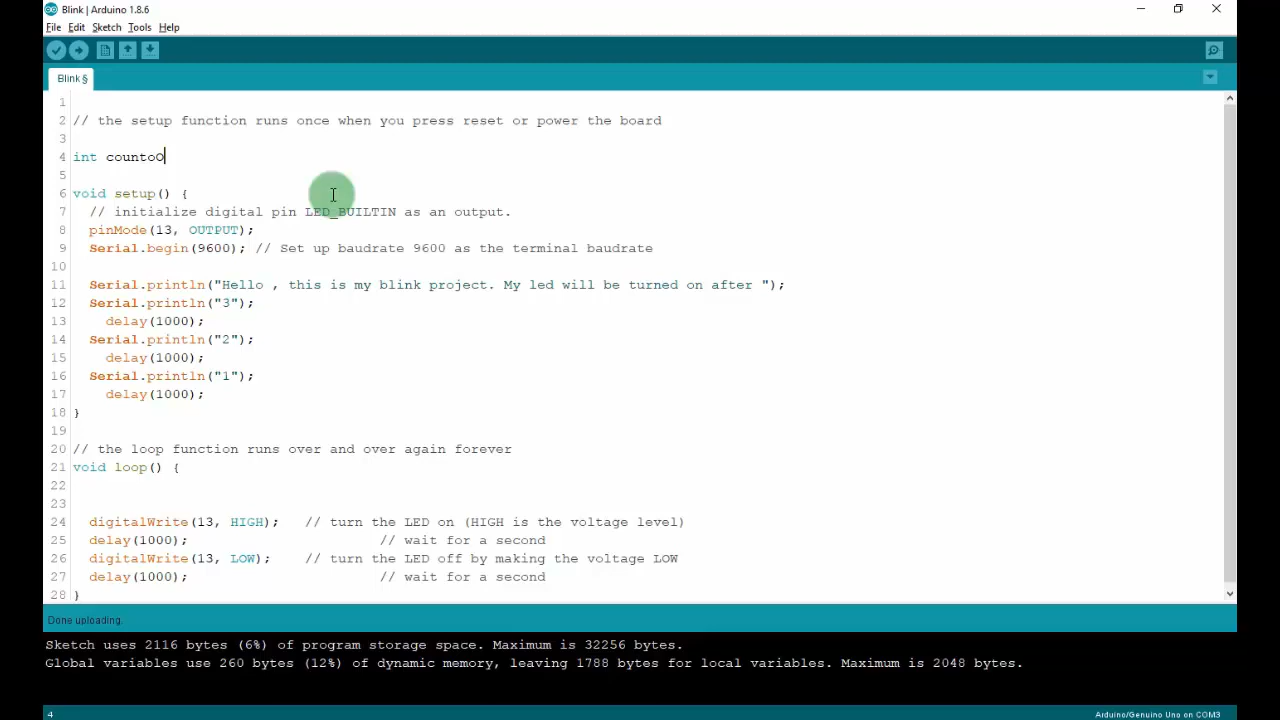 Blink | Arduino 1.8.6
File Edit Sketch Tools Help
Blink §
1
2 // the setup function runs once when you press reset or power the board
3
4 int countoO
5
6 void setup() {
7 // initialize digital pin LED_BUILTIN as an output.
8 pinMode(13, OUTPUT);
9 Serial.begin(9600); // Set up baudrate 9600 as the terminal baudrate
10
11 Serial.println("Hello , this is my blink project. My led will be turned on after ");
12 Serial.println("3");
13 delay(1000);
14 Serial.println("2");
15 delay(1000);
16 Serial.println("1");
17 delay(1000);
18 }
19
20 // the loop function runs over and over again forever
21 void loop() {
22
23
24 digitalWrite(13, HIGH); // turn the LED on (HIGH is the voltage level)
25 delay(1000); // wait for a second
26 digitalWrite(13, LOW); // turn the LED off by making the voltage LOW
27 delay(1000); // wait for a second
28 }
Done uploading.
Sketch uses 2116 bytes (6%) of program storage space. Maximum is 32256 bytes.
Global variables use 260 bytes (12%) of dynamic memory, leaving 1788 bytes for local variables. Maximum is 2048 bytes.
4 Arduino/Genuino Uno on COM3